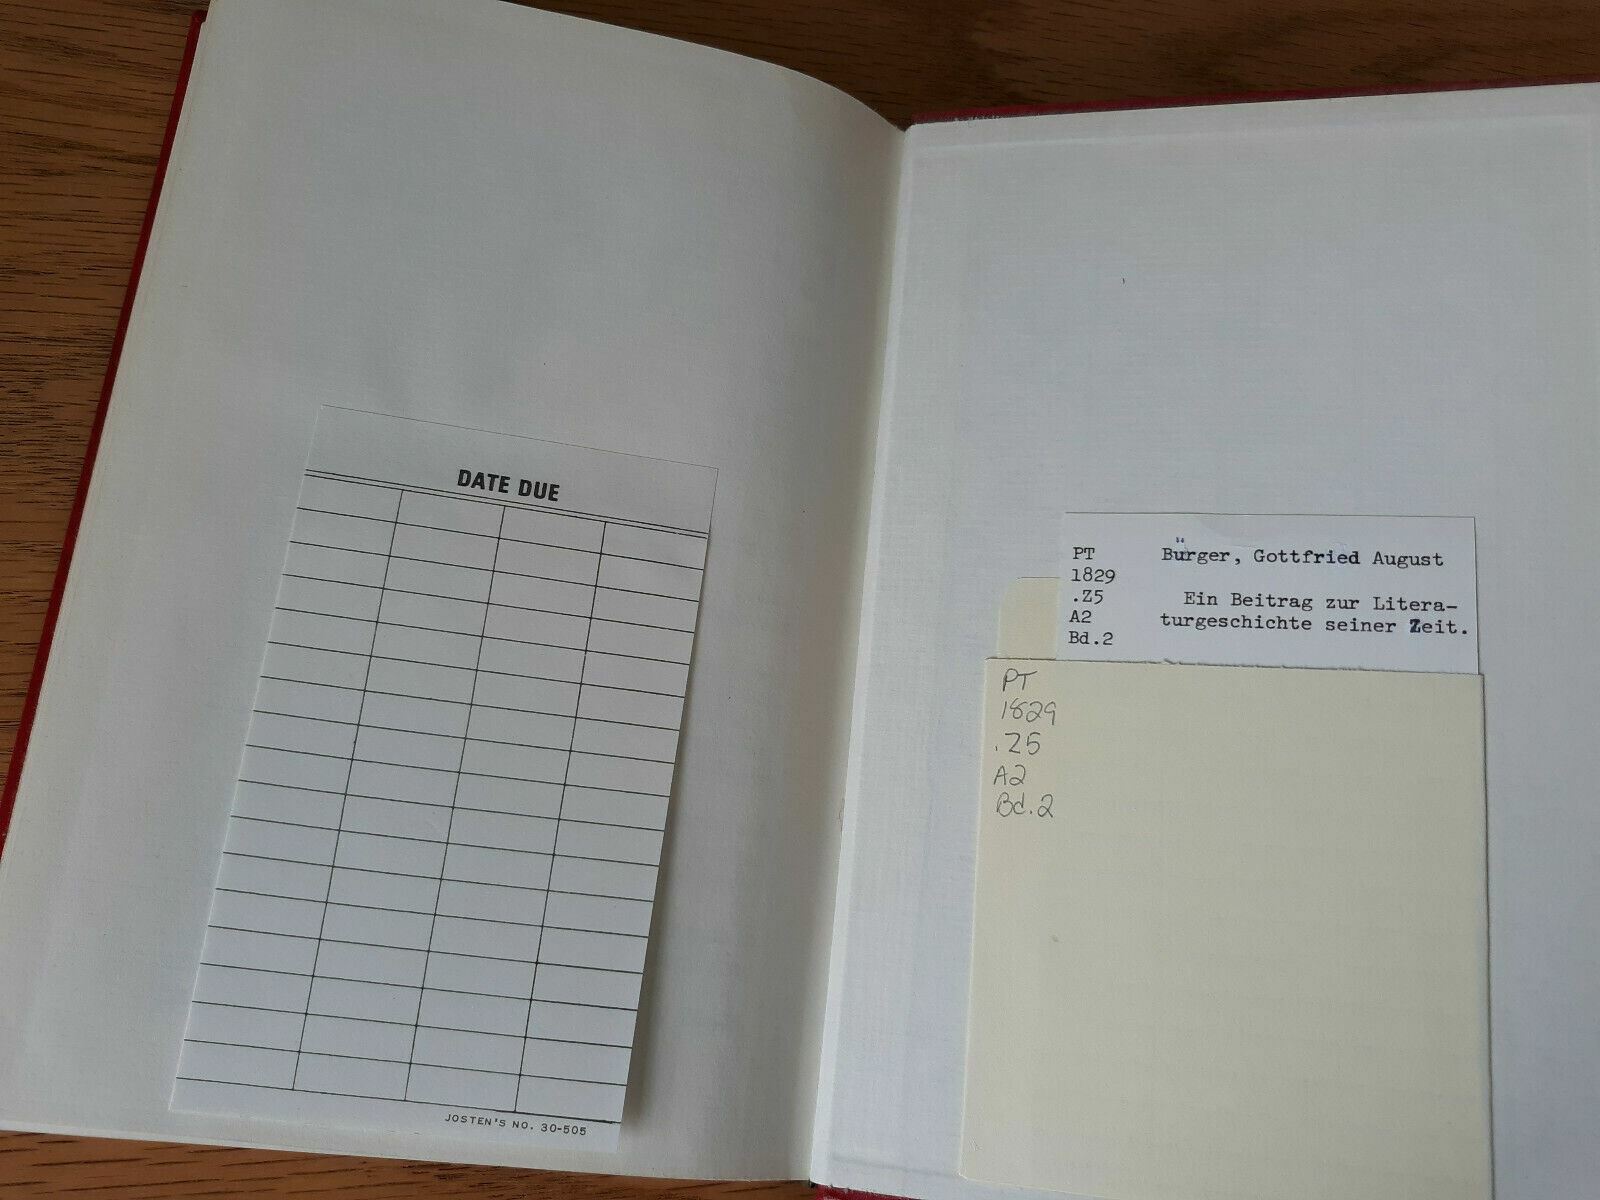 DATE DUE
JOSTEN'S NO. 30-505
PT
1829
.Z5
A2
Bd.2
Bürger, Gottfried August
Ein Beitrag zur Litera-
turgeschichte seiner Zeit.
PT
1829
.Z5
A2
Bd.2